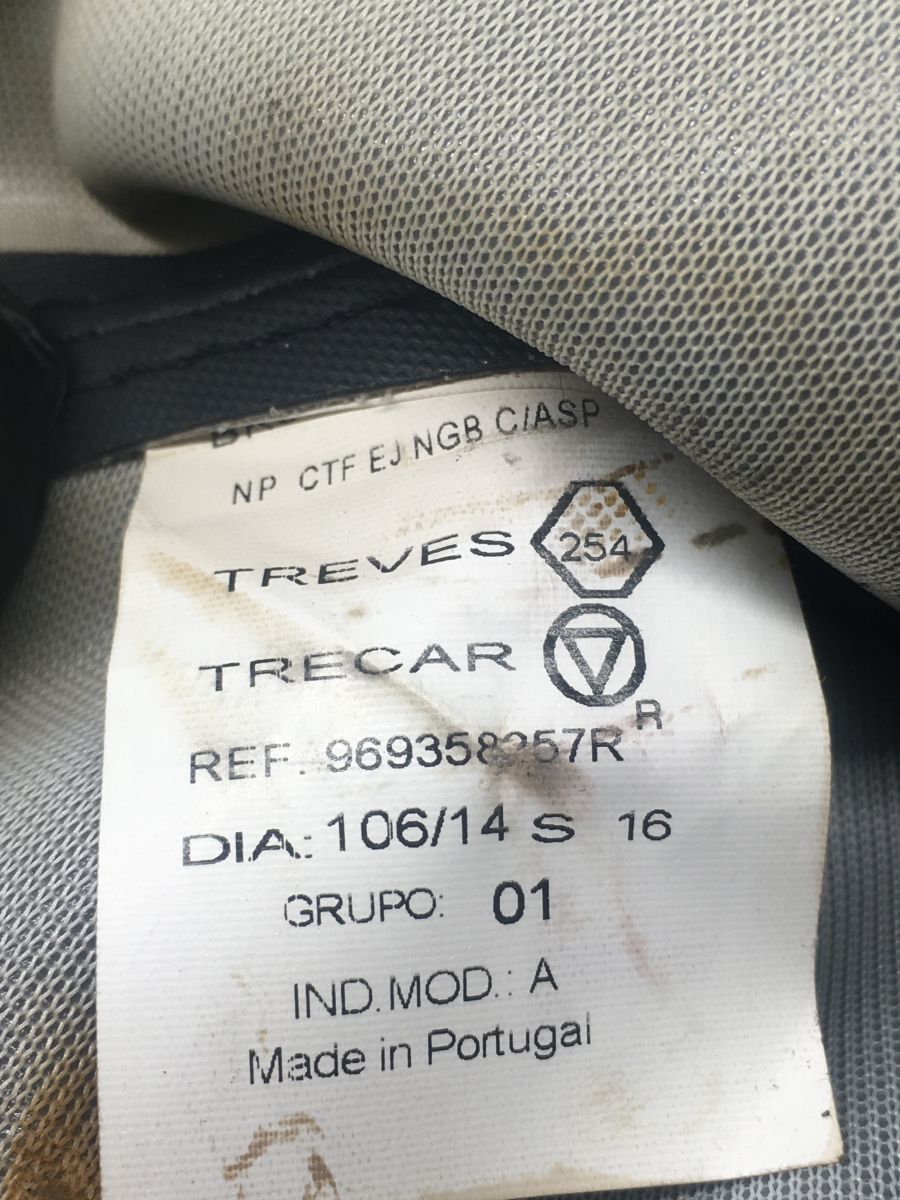 NP CTF EJ NGB C/ASP
TREVES 254
TRECAR
R
DIA: 106/14 S 16
GRUPO: 01
IND.MOD.: A
Made in Portugal